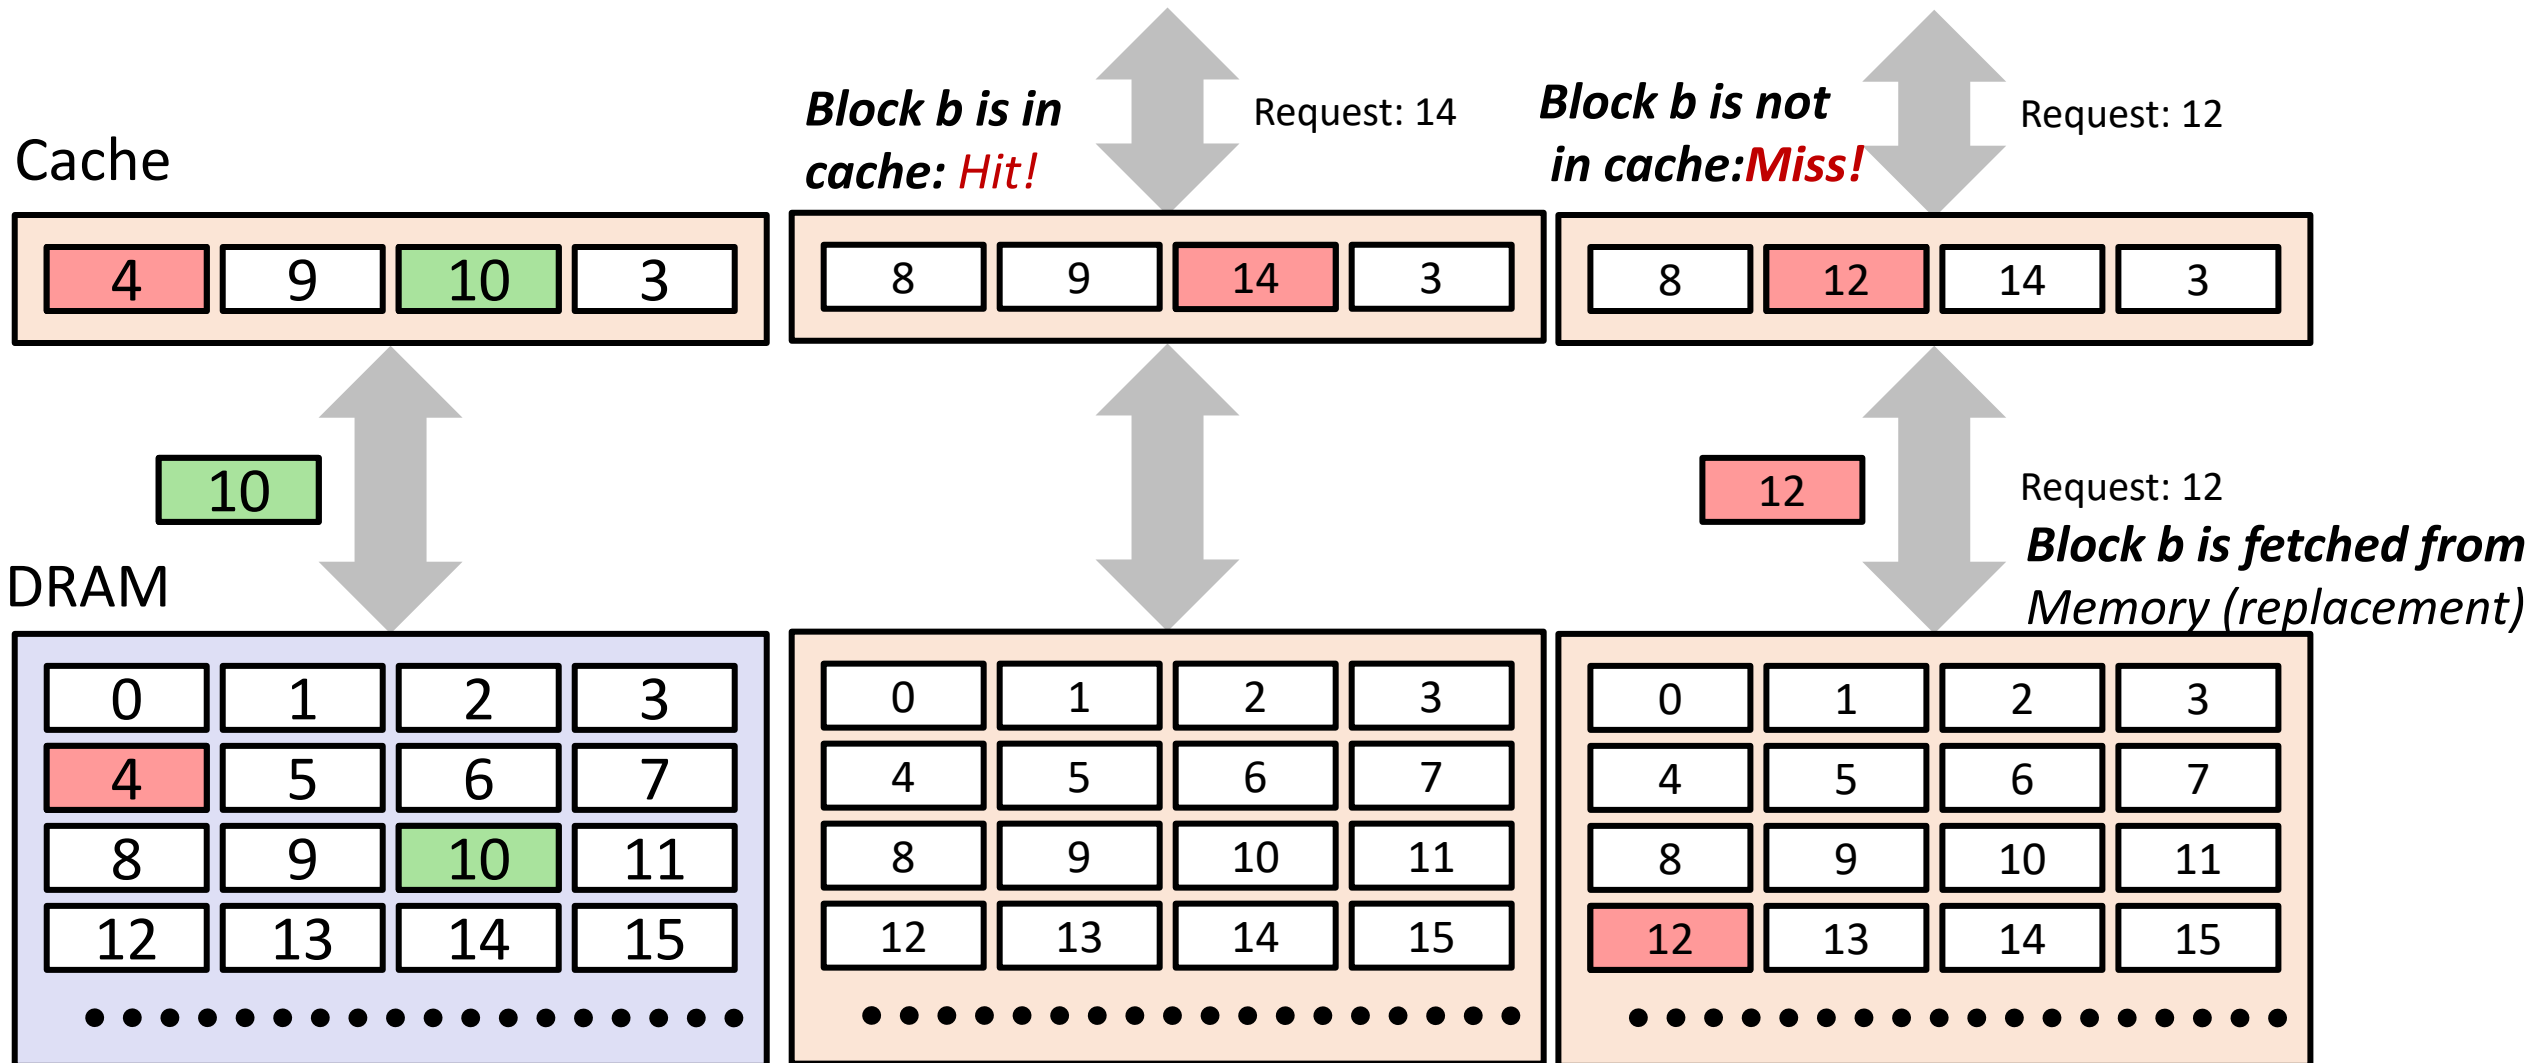 Cache
4 9 10 3
10
DRAM
0 1 2 3
4 5 6 7
8 9 10 11
12 13 14 15
Block b is in
cache: Hit!
Request: 14
8 9 14 3
0 1 2 3
4 5 6 7
8 9 10 11
12 13 14 15
Block b is not
in cache:Miss!
Request: 12
8 12 14 3
12
Request: 12
Block b is fetched from
Memory (replacement)
0 1 2 3
4 5 6 7
8 9 10 11
12 13 14 15